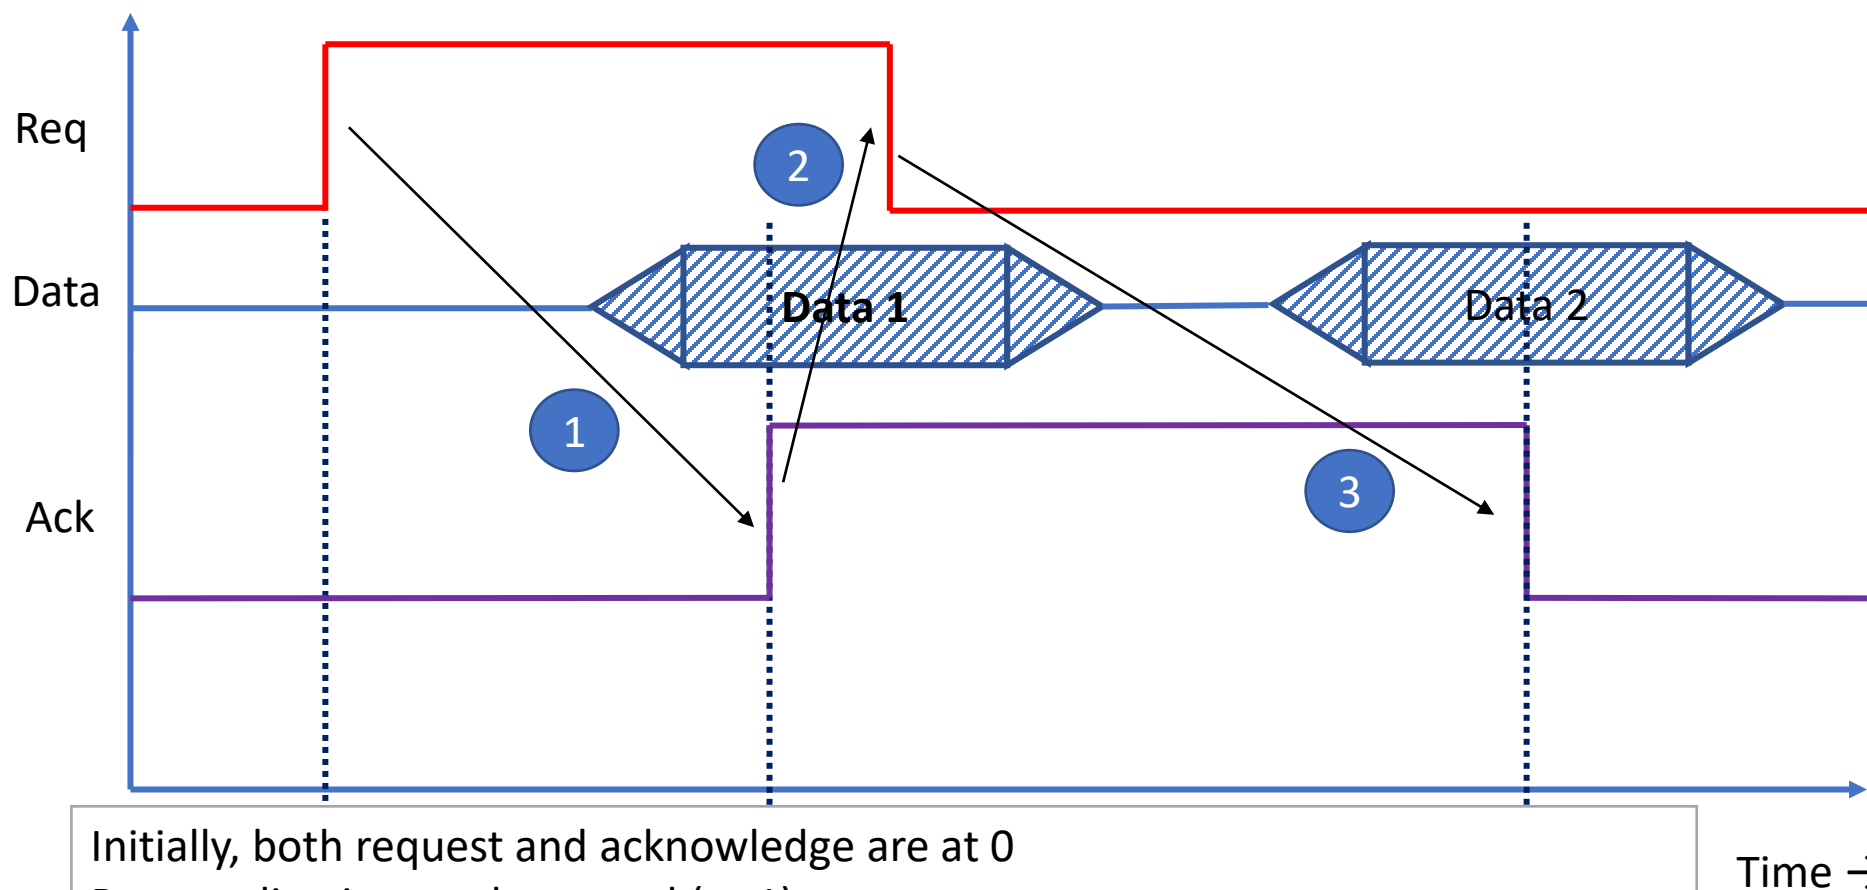 Req
2
Data
Data 1
Data 2
1
3
Ack
Initially, both request and acknowledge are at 0
Time →